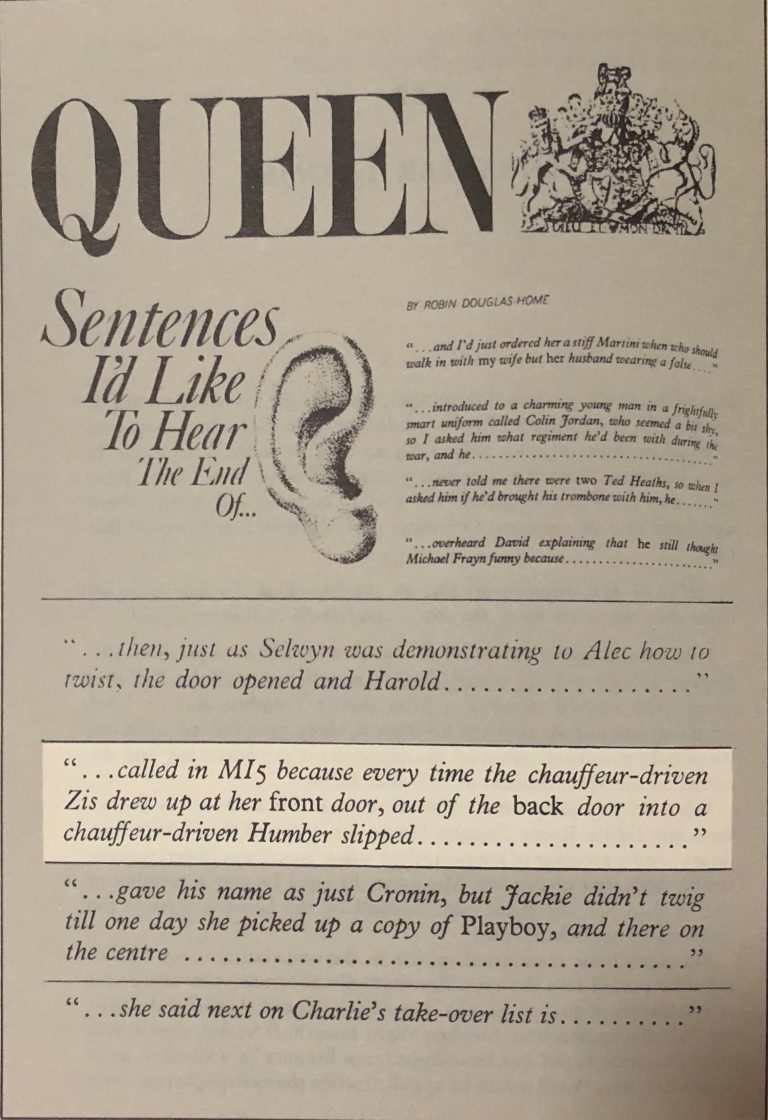 QUEEN
DIEU ET MON DROIT
Sentences
I'd Like
To Hear
The End
Of...
BY ROBIN DOUGLAS-HOME
“...and I'd just ordered her a stiff Martini when who should
walk in with my wife but her husband wearing a false....”
“...introduced to a charming young man in a frightfully
smart uniform called Colin Jordan, who seemed a bit shy,
so I asked him what regiment he'd been with during the
war, and he....................................”
“...never told me there were two Ted Heaths, so when I
asked him if he'd brought his trombone with him, he.......”
“...overheard David explaining that he still thought
Michael Frayn funny because.......................”
“...then, just as Selwyn was demonstrating to Alec how to
twist, the door opened and Harold...................”
“...called in MI5 because every time the chauffeur-driven
Zis drew up at her front door, out of the back door into a
chauffeur-driven Humber slipped.....................”
“...gave his name as just Cronin, but Jackie didn't twig
till one day she picked up a copy of Playboy, and there on
the centre .......................................”
“...she said next on Charlie's take-over list is..........”